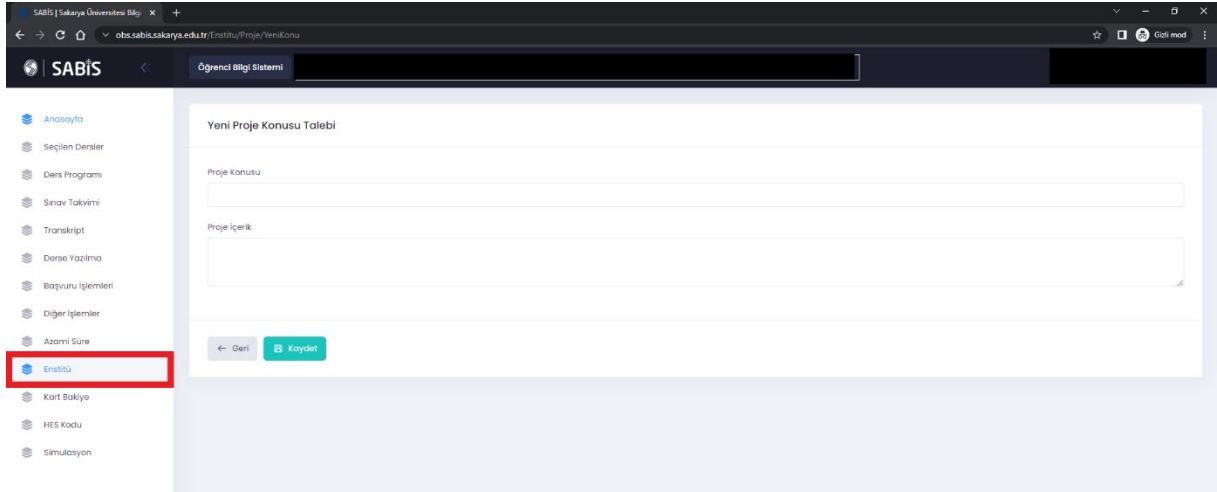 SABİS | Sakarya Üniversitesi Bilgi
obs.sabis.sakarya.edu.tr/Enstitu/Proje/YeniKonu
Gizli mod
SABİS
Öğrenci Bilgi Sistemi
Anasayfa
Seçilen Dersler
Ders Programı
Sınav Takvimi
Transkript
Derse Yazılma
Başvuru İşlemleri
Diğer İşlemler
Azami Süre
Enstitü
Kart Bakiye
HES Kodu
Simulasyon
Yeni Proje Konusu Talebi
Proje Konusu
Proje İçerik
Geri
Kaydet